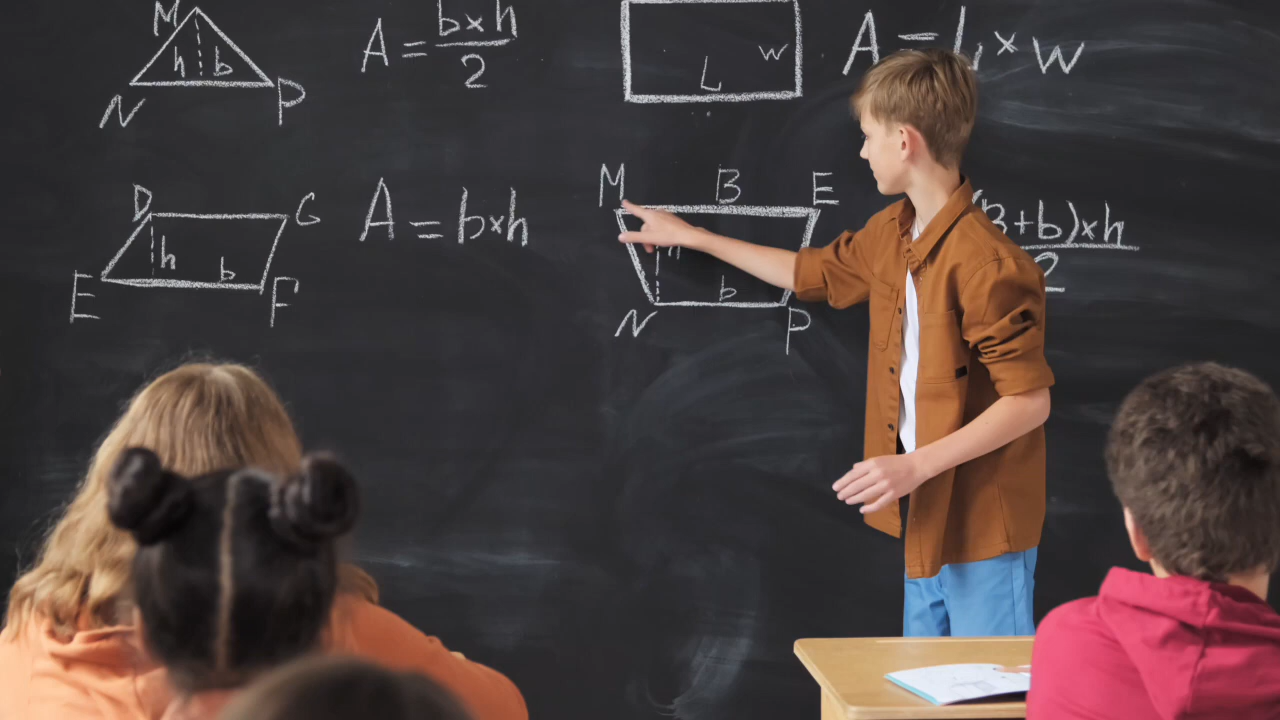 M
h b
N P
A = b×h
2
L w
A = L×w
D G
h
b
E F
A = b×h
M B E
h
b
N P
B+b)×h
2